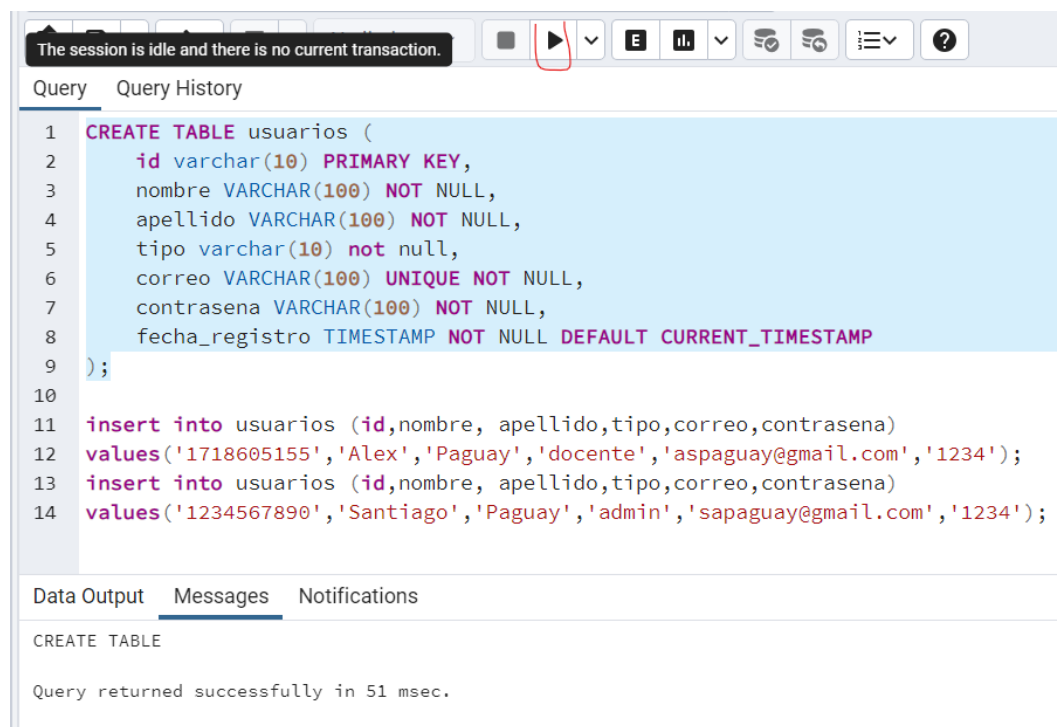 The session is idle and there is no current transaction.
E
Query Query History
1 CREATE TABLE usuarios (
2 id varchar(10) PRIMARY KEY,
3 nombre VARCHAR(100) NOT NULL,
4 apellido VARCHAR(100) NOT NULL,
5 tipo varchar(10) not null,
6 correo VARCHAR(100) UNIQUE NOT NULL,
7 contrasena VARCHAR(100) NOT NULL,
8 fecha_registro TIMESTAMP NOT NULL DEFAULT CURRENT_TIMESTAMP
9 );
10
11 insert into usuarios (id,nombre, apellido,tipo,correo,contrasena)
12 values('1718605155','Alex','Paguay','docente','aspaguay@gmail.com','1234');
13 insert into usuarios (id,nombre, apellido,tipo,correo,contrasena)
14 values('1234567890','Santiago','Paguay','admin','sapaguay@gmail.com','1234');
Data Output Messages Notifications
CREATE TABLE
Query returned successfully in 51 msec.